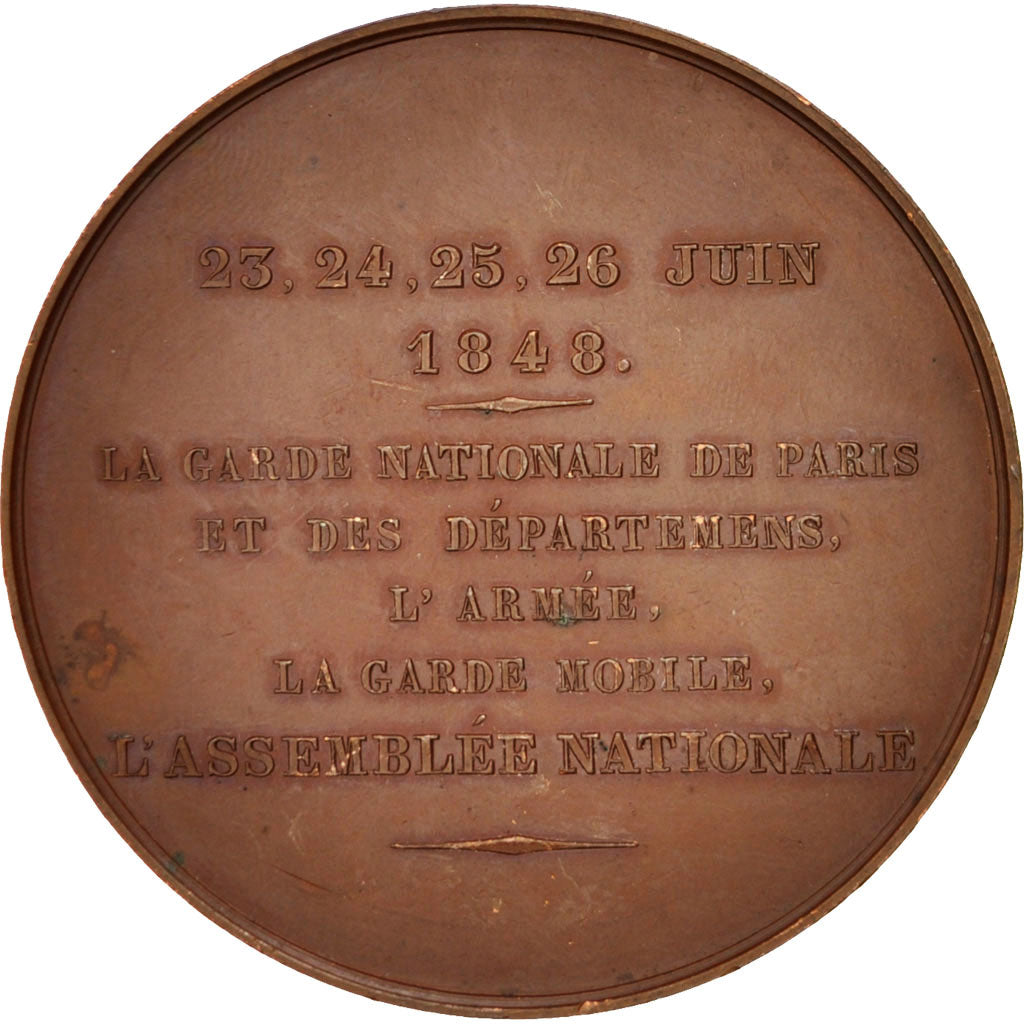 23, 24, 25, 26 JUIN
1848.
LA GARDE NATIONALE DE PARIS
ET DES DÉPARTEMENS,
L' ARMÉE,
LA GARDE MOBILE,
L'ASSEMBLÉE NATIONALE